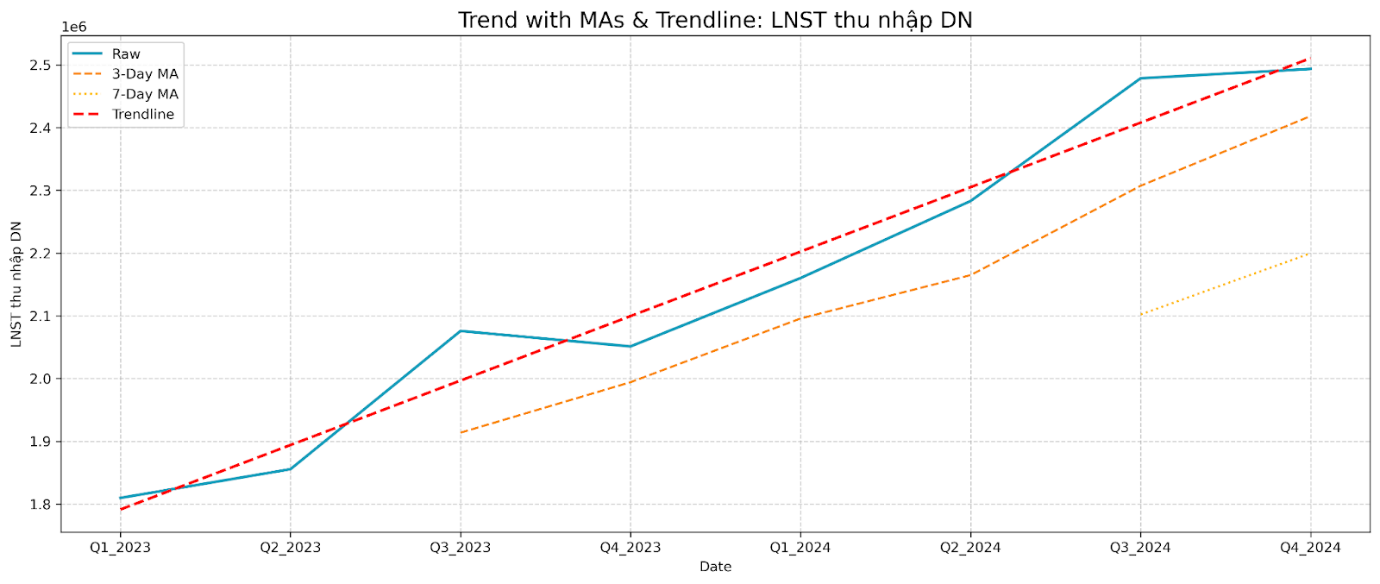 Trend with MAs & Trendline: LNST thu nhập DN
1e6
Raw
3-Day MA
7-Day MA
Trendline
2.5
2.4
2.3
2.2
2.1
2.0
1.9
1.8
LNST thu nhập DN
Q1_2023 Q2_2023 Q3_2023 Q4_2023 Q1_2024 Q2_2024 Q3_2024 Q4_2024
Date